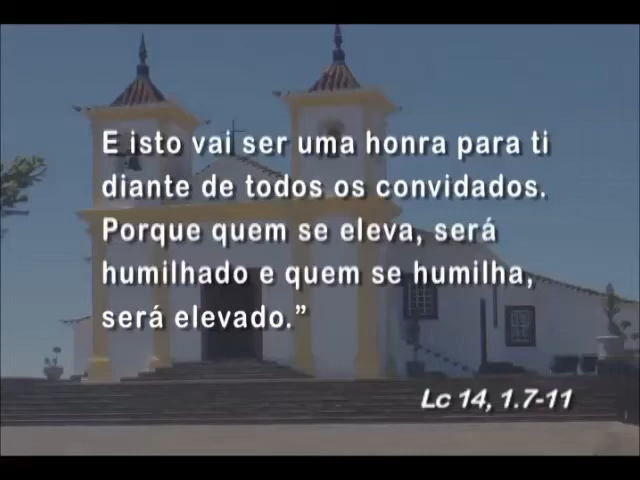 E isto vai ser uma honra para ti
diante de todos os convidados.
Porque quem se eleva, será
humilhado e quem se humilha,
será elevado.”
Lc 14, 1.7-11